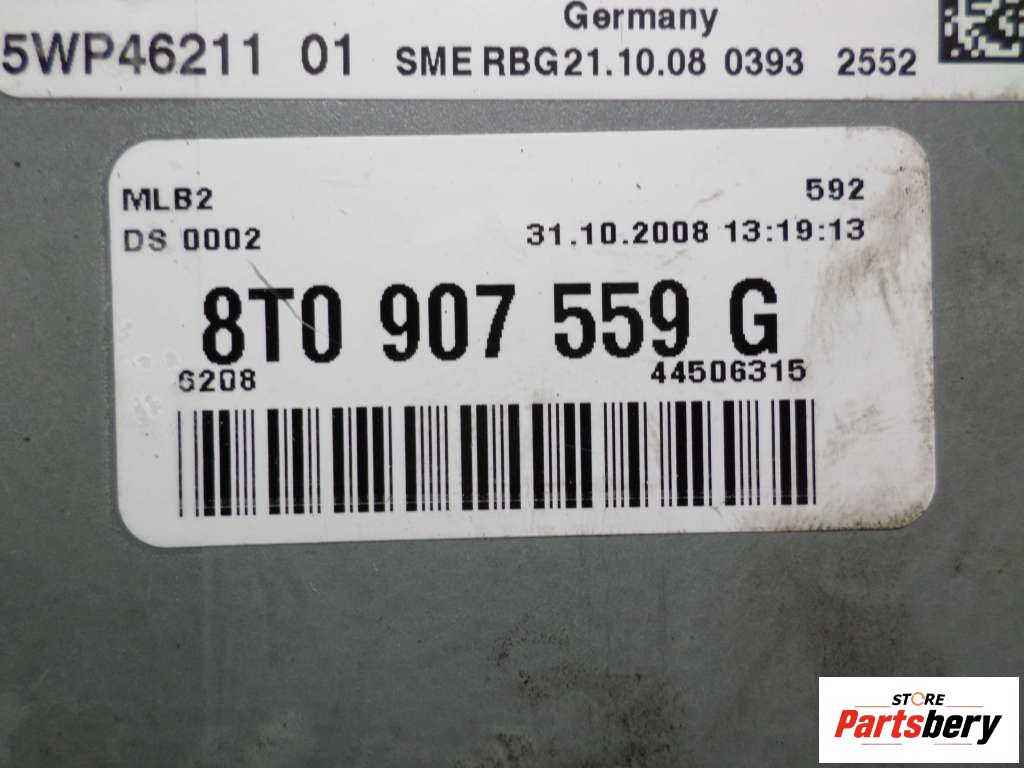 Germany
5WP46211 01 SME RBG21.10.08 0393 2552
MLB2 592
DS 0002 31.10.2008 13:19:13
8T0 907 559 G
6208 44506315
STORE
Partsbery